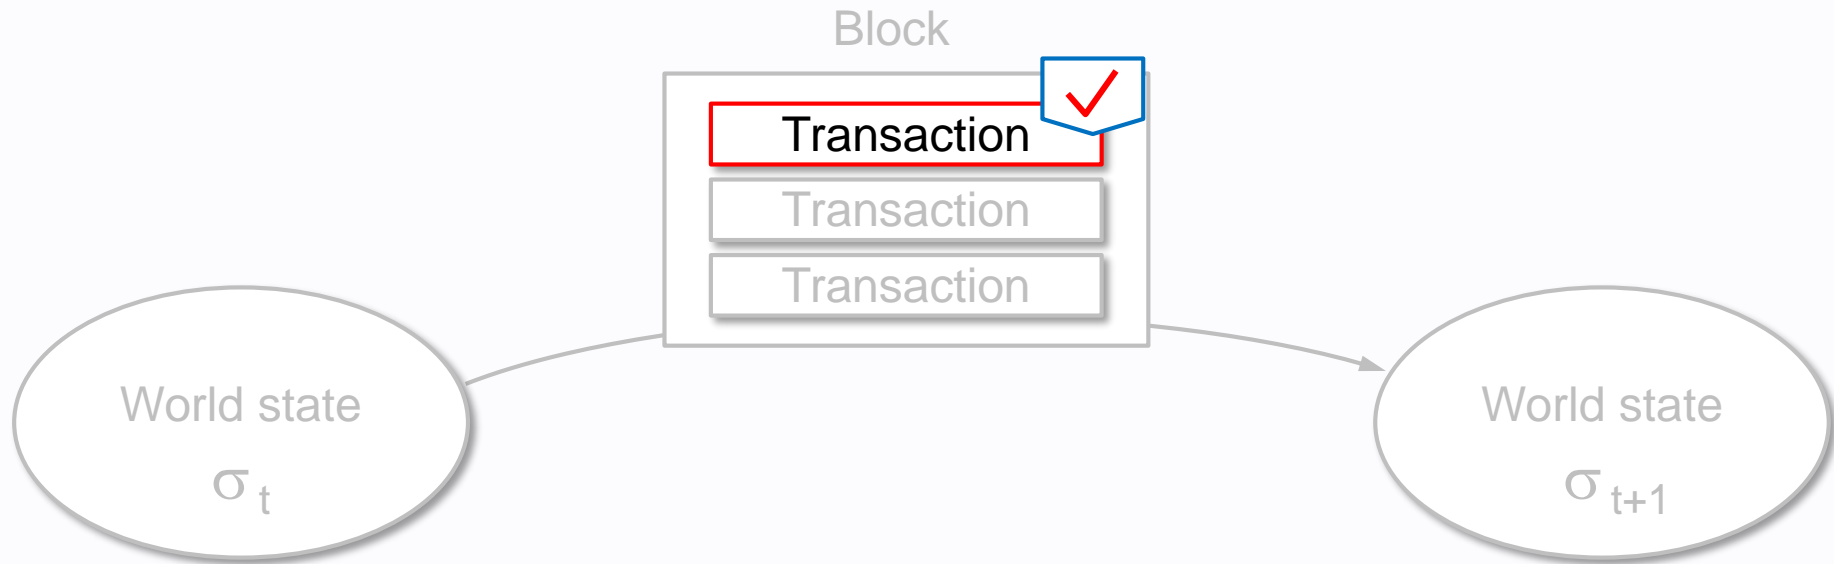 Block
Transaction
Transaction
Transaction
World state
σ t
World state
σ t+1